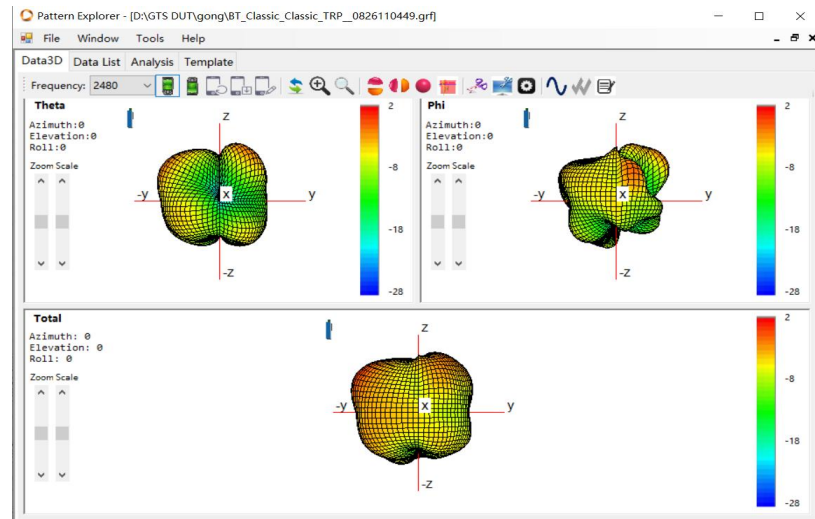 Pattern Explorer - [D:\GTS DUT\gong\BT_Classic_Classic_TRP__0826110449.grf]
File Window Tools Help
Data3D Data List Analysis Template
Frequency: 2480
Theta
Azimuth:0
Elevation:0
Roll:0
Zoom Scale
z
-y
x
y
-z
2
-8
-18
-28
Phi
Azimuth:0
Elevation:0
Roll:0
Zoom Scale
z
-y
x
y
-z
2
-8
-18
-28
Total
Azimuth: 0
Elevation: 0
Roll: 0
Zoom Scale
z
-y
x
y
-z
2
-8
-18
-28